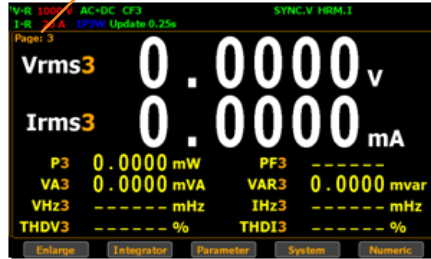 V-R 1000 V AC+DC CF3 SYNC.V HRM.I
I-R 20 A LP3W Update 0.25s
Page: 3
Vrms3 0.0000 V
Irms3 0.0000 mA
P3 0.0000 mW PF3 ------
VA3 0.0000 mVA VAR3 0.0000 mvar
VHz3 ------ mHz IHz3 ------ mHz
THDV3 ------ % THDI3 ------ %
Enlarge Integrator Parameter System Numeric